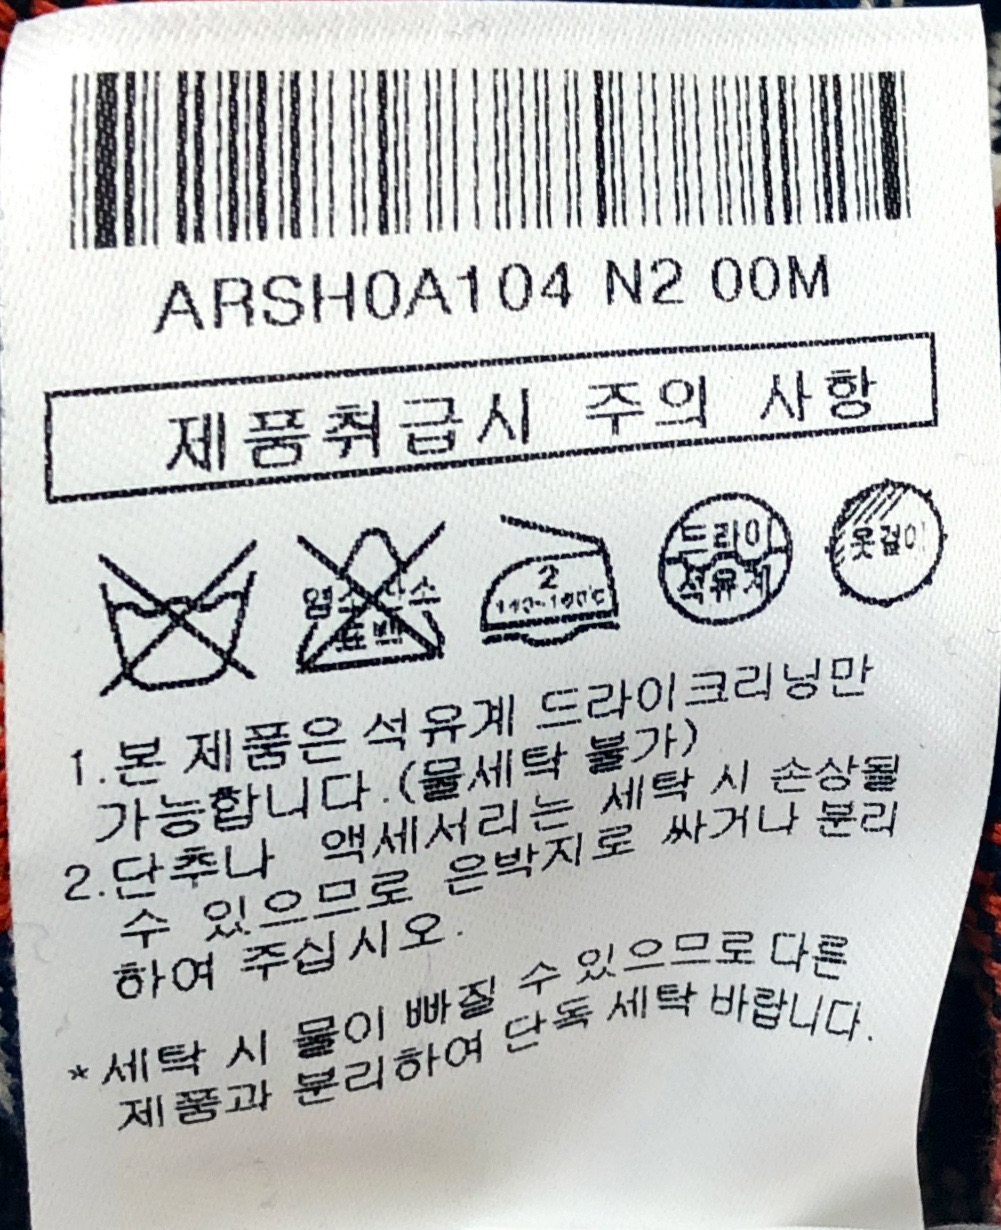 ARSH0A104 N2 00M
제품취급시 주의 사항
염소산소
표백
2
140~160℃
드라이
석유계
옷걸이
1.본 제품은 석유계 드라이크리닝만
가능합니다.(물세탁 불가)
2.단추나 액세서리는 세탁 시 손상될
수 있으므로 은박지로 싸거나 분리
하여 주십시오.
*세탁 시 물이 빠질 수 있으므로 다른
제품과 분리하여 단독 세탁 바랍니다.